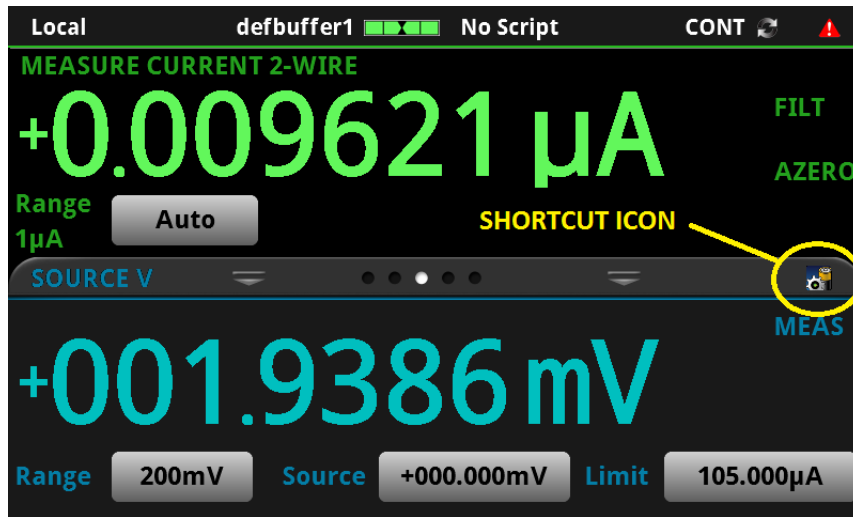 Local defbuffer1 No Script CONT
MEASURE CURRENT 2-WIRE
+0.009621 µA
FILT
AZERO
Range
1µA
Auto
SHORTCUT ICON
SOURCE V
MEAS
+001.9386 mV
Range 200mV Source +000.000mV Limit 105.000µA